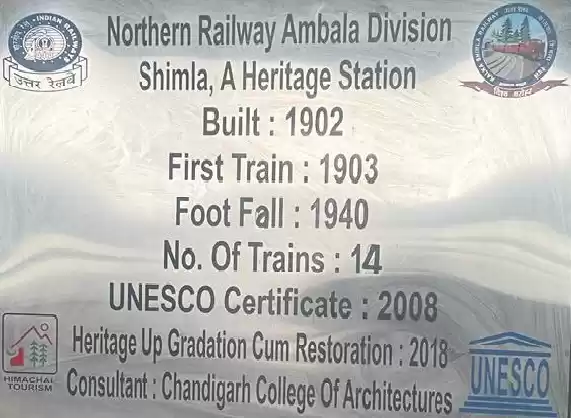 INDIAN RAILWAYS
उत्तर रेलवे
Northern Railway Ambala Division
Shimla, A Heritage Station
Built : 1902
First Train : 1903
Foot Fall : 1940
No. Of Trains : 14
UNESCO Certificate : 2008
Heritage Up Gradation Cum Restoration : 2018
Consultant : Chandigarh College Of Architectures
HIMACHAL
TOURISM
UNESCO